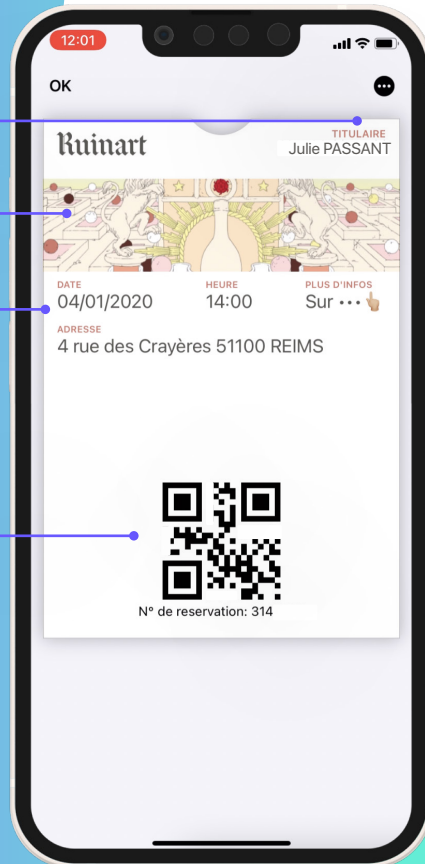 12:01
OK
Ruinart
TITULAIRE
Julie PASSANT
DATE HEURE PLUS D'INFOS
04/01/2020 14:00 Sur ••• 👆🏼
ADRESSE
4 rue des Crayères 51100 REIMS
N° de reservation: 314